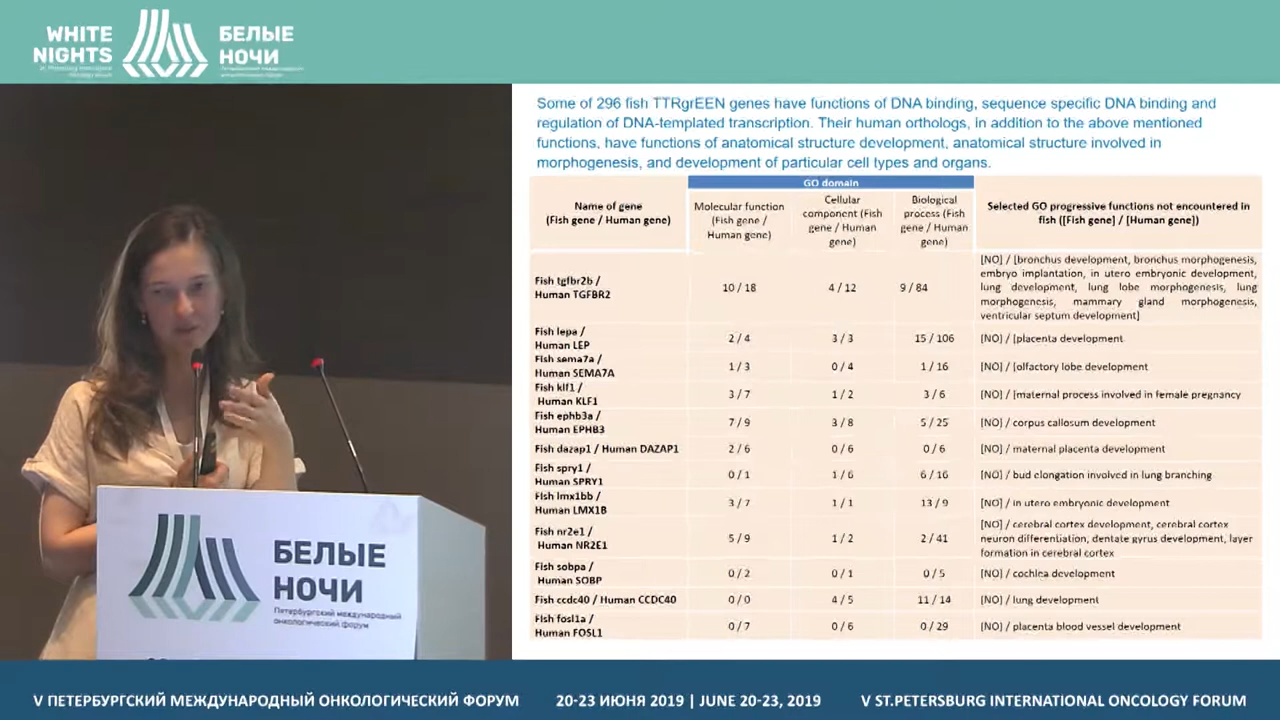 WHITE
NIGHTS
БЕЛЫЕ
НОЧИ
Some of 296 fish TTRgrEEN genes have functions of DNA binding, sequence specific DNA binding and
regulation of DNA-templated transcription. Their human orthologs, in addition to the above mentioned
functions, have functions of anatomical structure development, anatomical structure involved in
morphogenesis, and development of particular cell types and organs.
Name of gene
(Fish gene / Human gene)
GO domain
Molecular function
(Fish gene /
Human gene)
Cellular
component (Fish
gene / Human
gene)
Biological
process (Fish
gene / Human
gene)
Selected GO progressive functions not encountered in
fish ([Fish gene] / [Human gene])
Fish tgfbr2b /
Human TGFBR2
10 / 18
4 / 12
9 / 84
[NO] / [bronchus development, bronchus morphogenesis,
embryo implantation, in utero embryonic development,
lung development, lung lobe morphogenesis, lung
morphogenesis, mammary gland morphogenesis,
ventricular septum development]
Fish lepa /
Human LEP
2 / 4
3 / 3
15 / 106
[NO] / [placenta development
Fish sema7a /
Human SEMA7A
1 / 3
0 / 4
1 / 16
[NO] / [olfactory lobe development
Fish klf1 /
Human KLF1
3 / 7
1 / 2
3 / 6
[NO] / [maternal process involved in female pregnancy
Fish ephb3a /
Human EPHB3
7 / 9
3 / 8
5 / 25
[NO] / corpus callosum development
Fish dazap1 / Human DAZAP1
2 / 6
0 / 6
0 / 6
[NO] / maternal placenta development
Fish spry1 /
Human SPRY1
0 / 1
1 / 6
6 / 16
[NO] / bud elongation involved in lung branching
Fish lmx1bb /
Human LMX1B
3 / 7
1 / 1
13 / 9
[NO] / in utero embryonic development
Fish nr2e1 /
Human NR2E1
5 / 9
1 / 2
2 / 41
[NO] / cerebral cortex development, cerebral cortex
neuron differentiation, dentate gyrus development, layer
formation in cerebral cortex
Fish sobpa /
Human SOBP
0 / 2
0 / 1
0 / 5
[NO] / cochlea development
Fish ccdc40 / Human CCDC40
0 / 0
4 / 5
11 / 14
[NO] / lung development
Fish fosl1a /
Human FOSL1
0 / 7
0 / 6
0 / 29
[NO] / placenta blood vessel development
БЕЛЫЕ
НОЧИ
Петербургский международный
онкологический форум
V ПЕТЕРБУРГСКИЙ МЕЖДУНАРОДНЫЙ ОНКОЛОГИЧЕСКИЙ ФОРУМ
20-23 ИЮНЯ 2019 | JUNE 20-23, 2019
V ST.PETERSBURG INTERNATIONAL ONCOLOGY FORUM